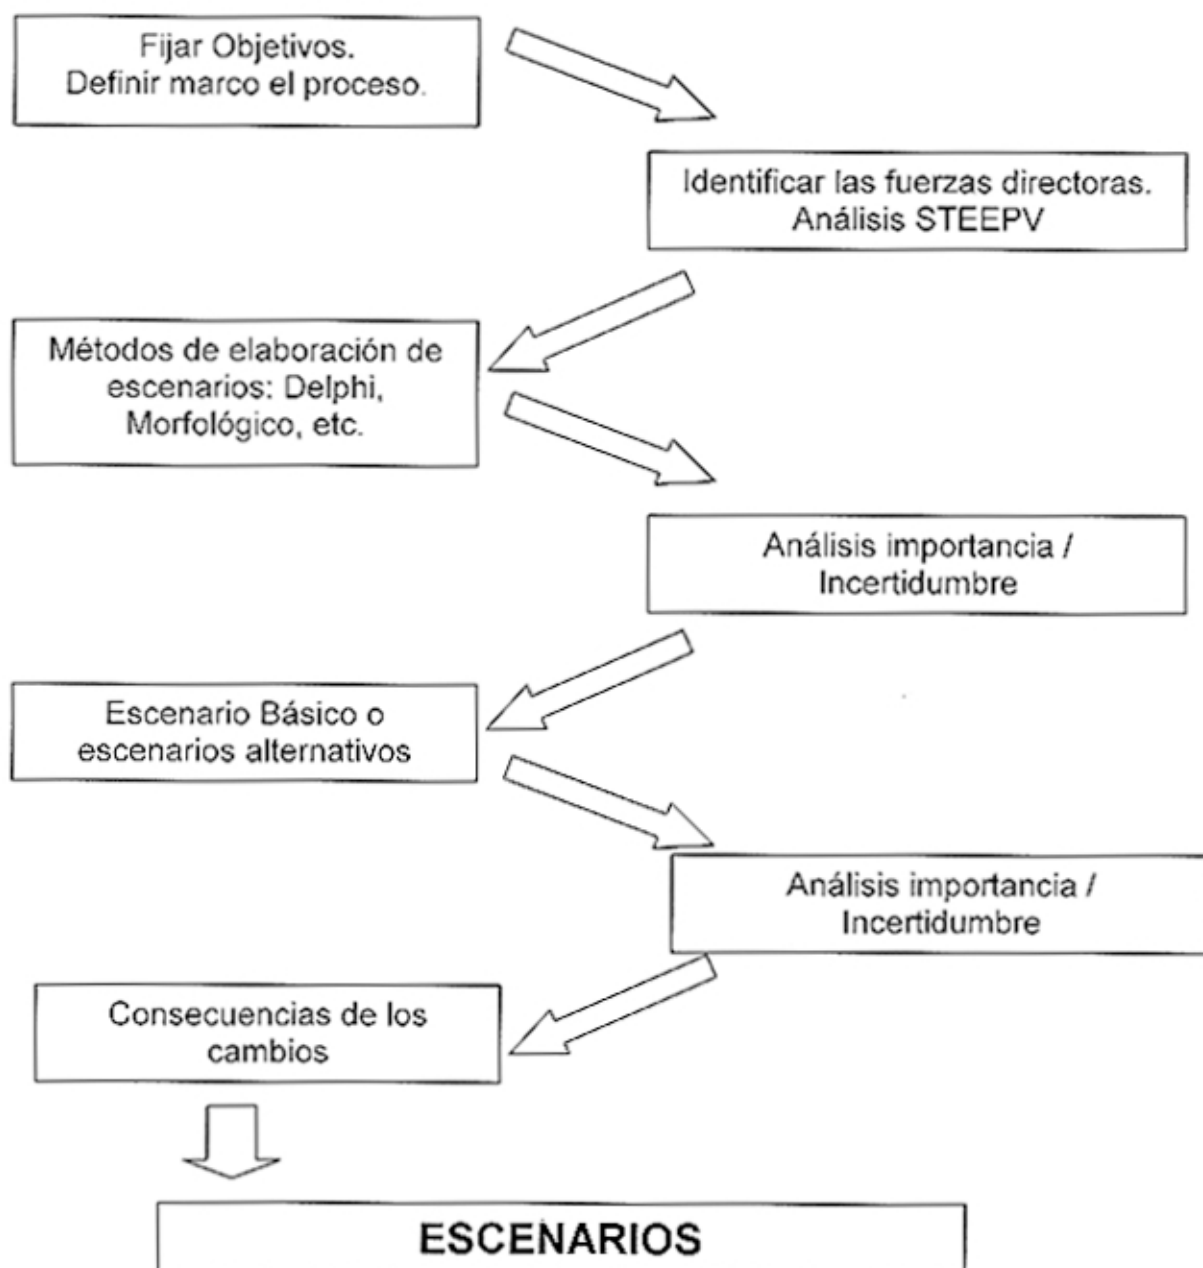 Fijar Objetivos.
Definir marco el proceso.
Identificar las fuerzas directoras.
Análisis STEEPV
Métodos de elaboración de
escenarios: Delphi,
Morfológico, etc.
Análisis importancia /
Incertidumbre
Escenario Básico o
escenarios alternativos
Análisis importancia /
Incertidumbre
Consecuencias de los
cambios
ESCENARIOS